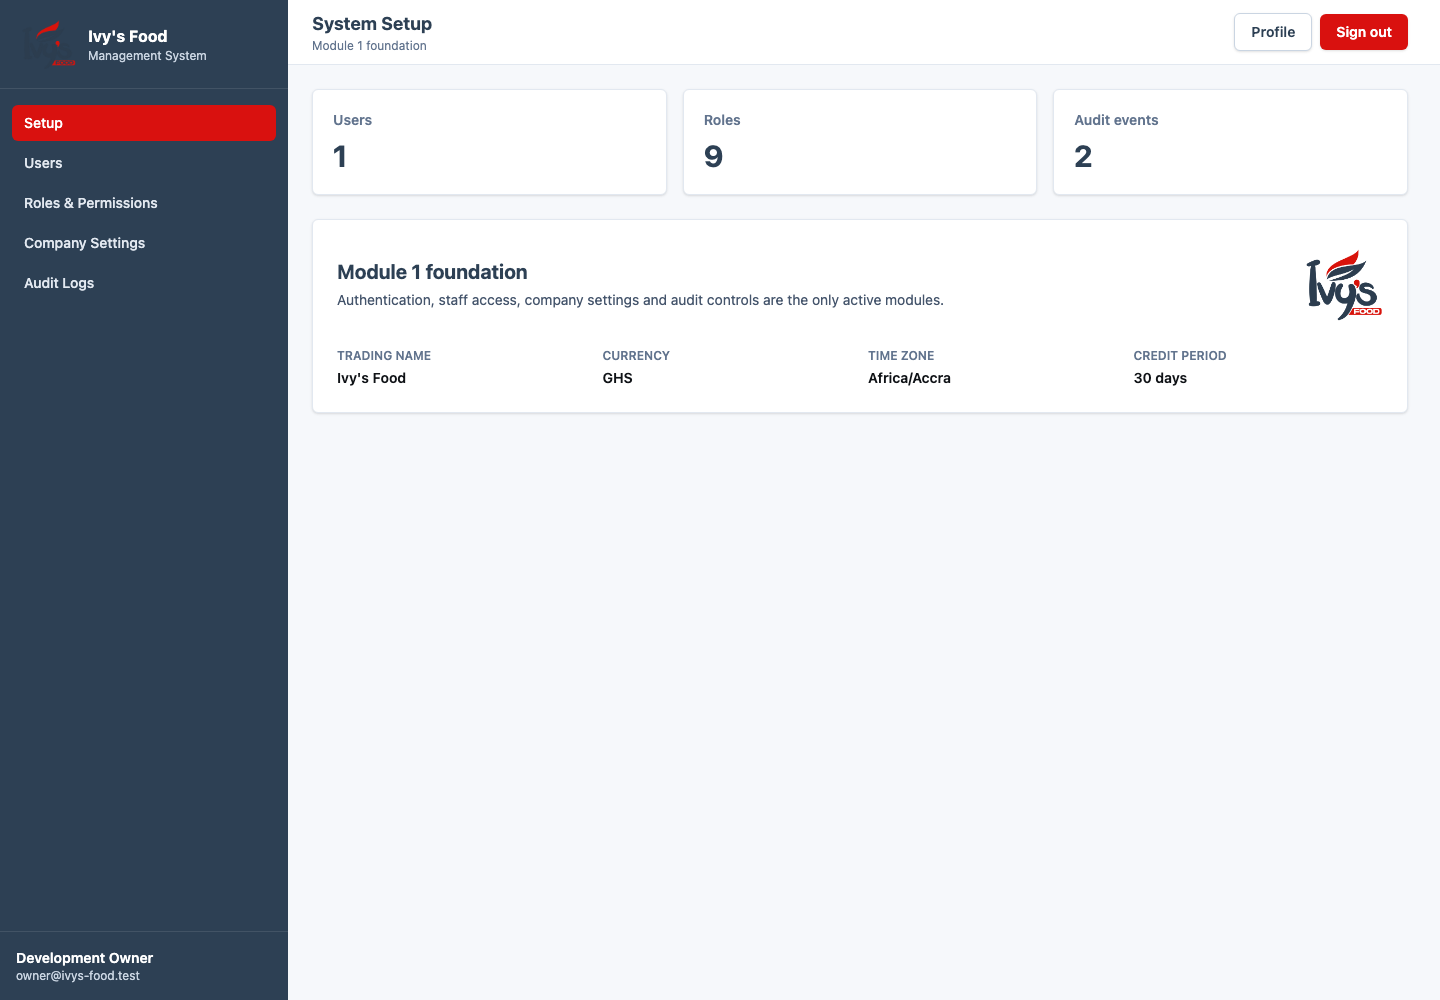 Ivy's Food
Management System
Setup
Users
Roles & Permissions
Company Settings
Audit Logs
Development Owner
owner@ivys-food.test
System Setup
Module 1 foundation
Profile
Sign out
Users
1
Roles
9
Audit events
2
Module 1 foundation
Authentication, staff access, company settings and audit controls are the only active modules.
Ivy's
FOOD
TRADING NAME
Ivy's Food
CURRENCY
GHS
TIME ZONE
Africa/Accra
CREDIT PERIOD
30 days